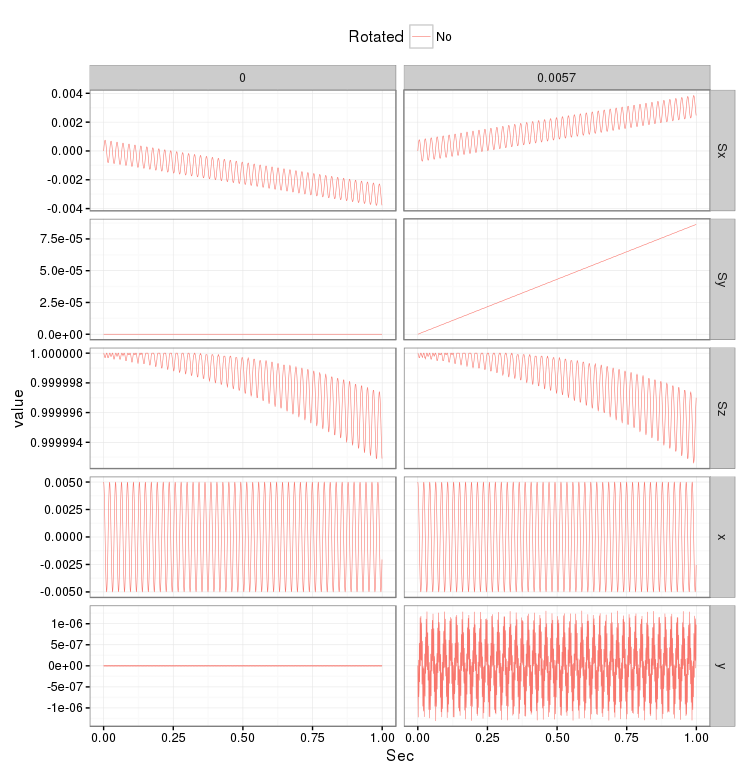 Rotated No
0 0.0057
0.004
0.002
0.000
-0.002
-0.004
Sx
7.5e-05
5.0e-05
2.5e-05
0.0e+00
Sy
1.000000
0.999998
0.999996
0.999994
Sz
value
0.0050
0.0025
0.0000
-0.0025
-0.0050
x
1e-06
5e-07
0e+00
-5e-07
-1e-06
y
0.00 0.25 0.50 0.75 1.00 0.00 0.25 0.50 0.75 1.00
Sec